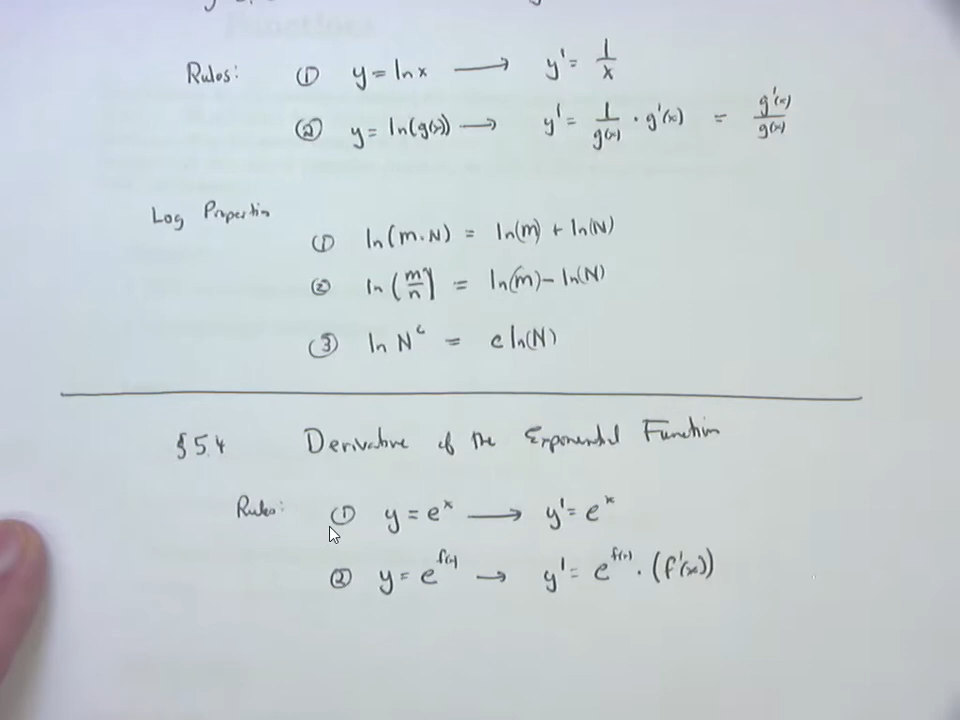 Rules: ① y = ln x ⟶ y' = 1/x
② y = ln(g(x)) ⟶ y' = 1/g(x) · g'(x) = g'(x)/g(x)
Log Properties
① ln(m·N) = ln(m) + ln(N)
② ln(m/n) = ln(m) − ln(N)
③ ln N^c = c ln(N)
§5.4 Derivative of the Exponential Function
Rules: ① y = e^x ⟶ y' = e^x
② y = e^f(x) ⟶ y' = e^f(x) · (f'(x))